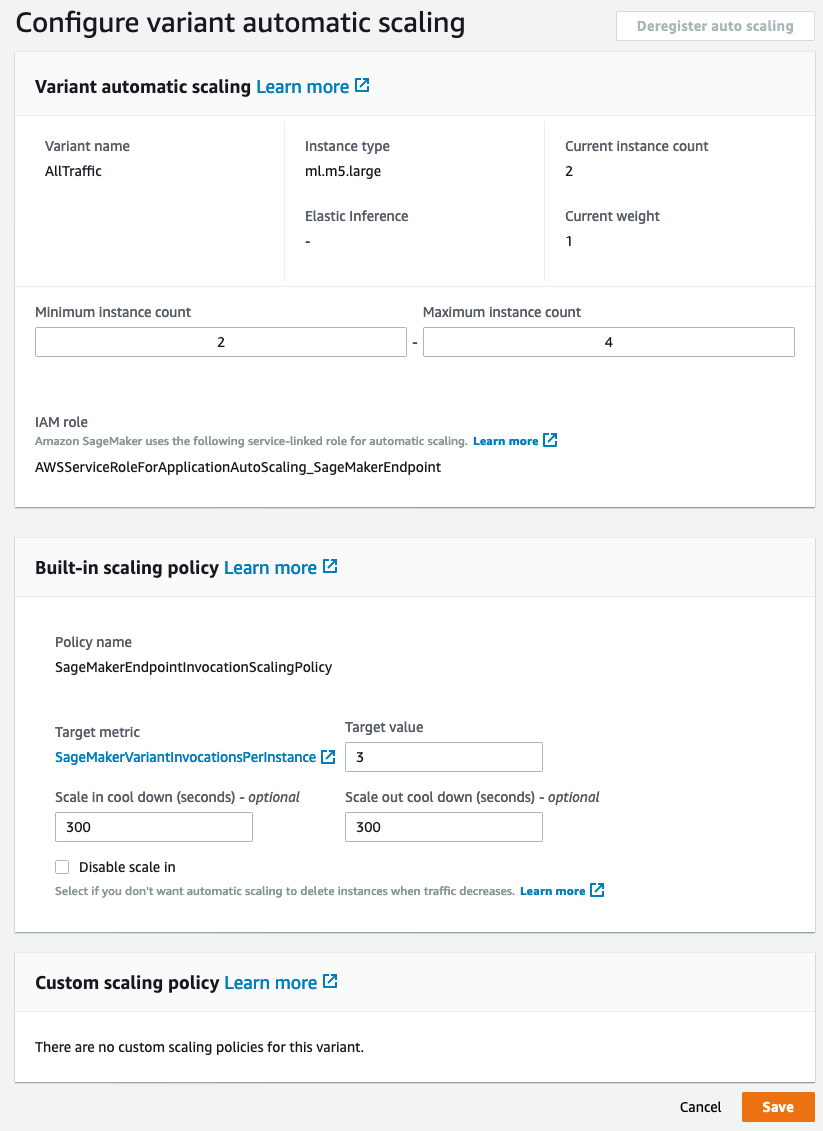 Configure variant automatic scaling
Deregister auto scaling
Variant automatic scaling Learn more
Variant name
AllTraffic
Instance type
ml.m5.large
Elastic Inference
-
Current instance count
2
Current weight
1
Minimum instance count
2
-
Maximum instance count
4
IAM role
Amazon SageMaker uses the following service-linked role for automatic scaling. Learn more
AWSServiceRoleForApplicationAutoScaling_SageMakerEndpoint
Built-in scaling policy Learn more
Policy name
SageMakerEndpointInvocationScalingPolicy
Target metric
SageMakerVariantInvocationsPerInstance
Target value
3
Scale in cool down (seconds) - optional
300
Scale out cool down (seconds) - optional
300
Disable scale in
Select if you don't want automatic scaling to delete instances when traffic decreases. Learn more
Custom scaling policy Learn more
There are no custom scaling policies for this variant.
Cancel
Save